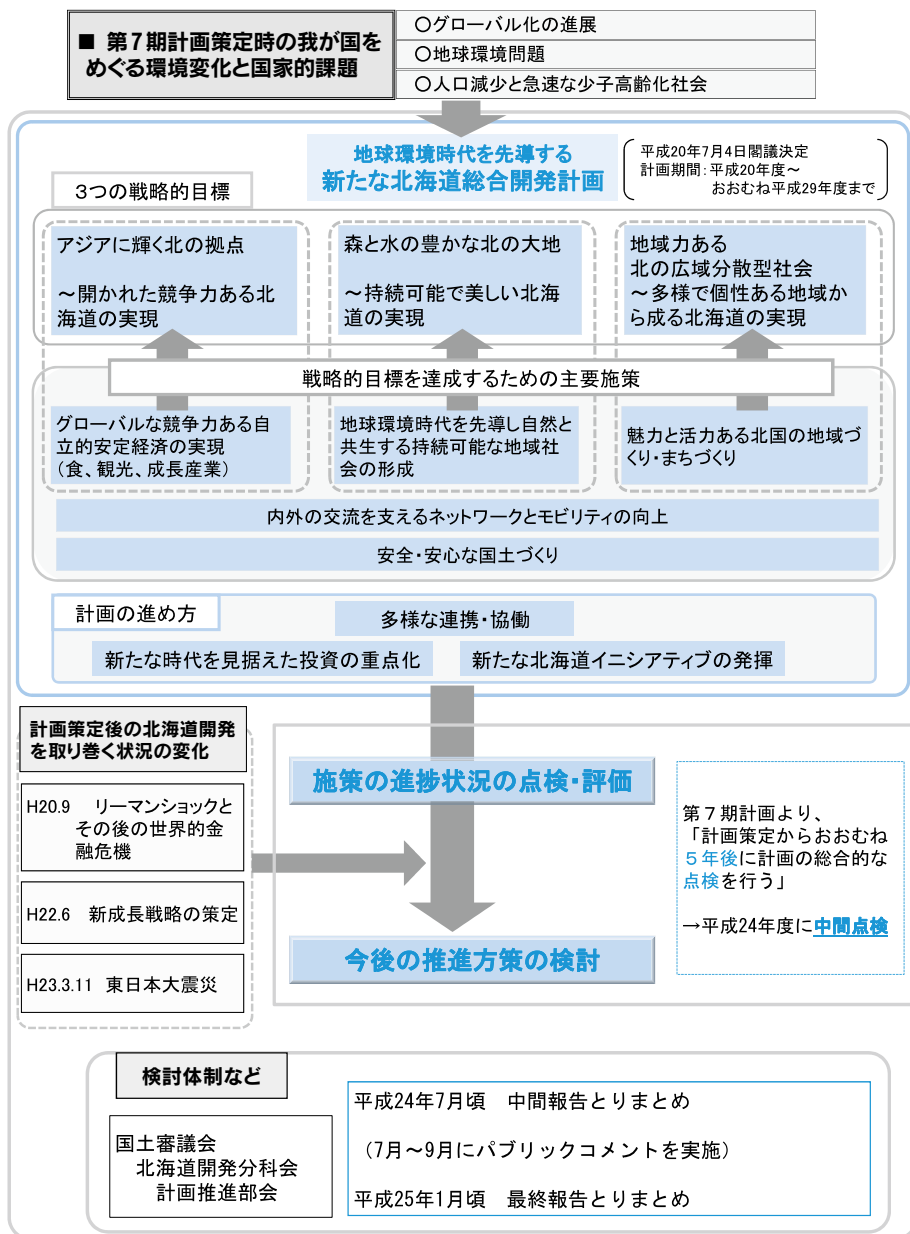 ■ 第7期計画策定時の我が国を
めぐる環境変化と国家的課題
○グローバル化の進展
○地球環境問題
○人口減少と急速な少子高齢化社会
地球環境時代を先導する
新たな北海道総合開発計画
平成20年7月4日閣議決定
計画期間：平成20年度～
おおむね平成29年度まで
3つの戦略的目標
アジアに輝く北の拠点
～開かれた競争力ある北
海道の実現
森と水の豊かな北の大地
～持続可能で美しい北海
道の実現
地域力ある
北の広域分散型社会
～多様で個性ある地域か
ら成る北海道の実現
戦略的目標を達成するための主要施策
グローバルな競争力ある自
立的安定経済の実現
（食、観光、成長産業）
地球環境時代を先導し自然と
共生する持続可能な地域社
会の形成
魅力と活力ある北国の地域づ
くり・まちづくり
内外の交流を支えるネットワークとモビリティの向上
安全・安心な国土づくり
計画の進め方
多様な連携・協働
新たな時代を見据えた投資の重点化
新たな北海道イニシアティブの発揮
計画策定後の北海道開発
を取り巻く状況の変化
H20.9 リーマンショックと
その後の世界的金
融危機
H22.6 新成長戦略の策定
H23.3.11 東日本大震災
施策の進捗状況の点検・評価
今後の推進方策の検討
第7期計画より、
「計画策定からおおむね
5年後に計画の総合的な
点検を行う」
→平成24年度に中間点検
検討体制など
国土審議会
北海道開発分科会
計画推進部会
平成24年7月頃 中間報告とりまとめ
（7月～9月にパブリックコメントを実施）
平成25年1月頃 最終報告とりまとめ